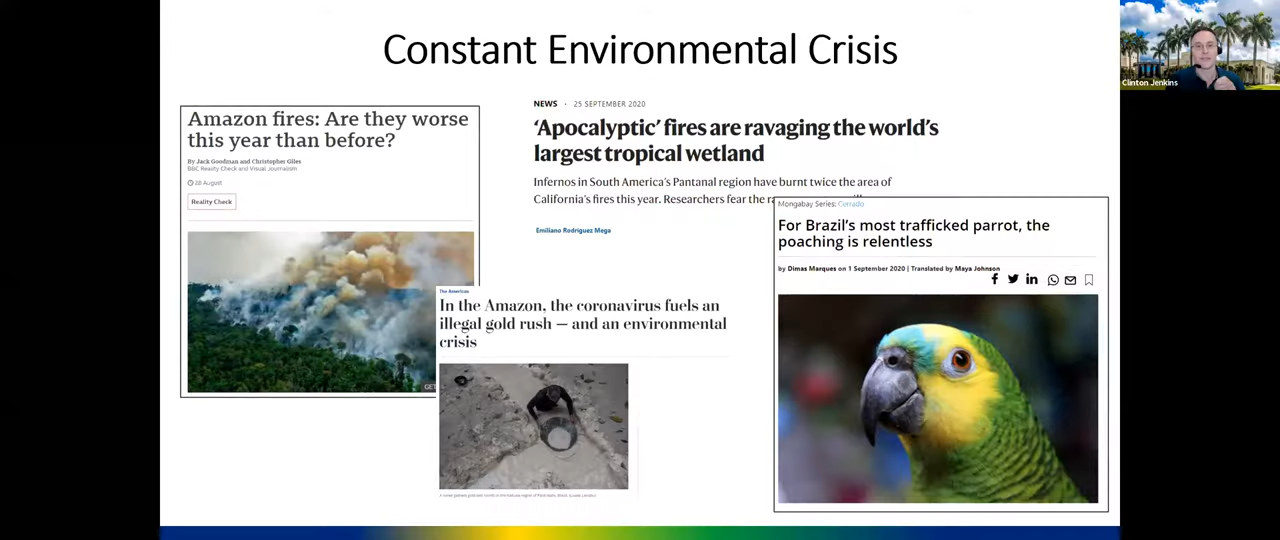 Constant Environmental Crisis
Clinton Jenkins
Amazon fires: Are they worse
this year than before?
By Jack Goodman and Christopher Giles
BBC Reality Check and Visual Journalism
28 August
Reality Check
GET
NEWS · 25 SEPTEMBER 2020
‘Apocalyptic’ fires are ravaging the world’s
largest tropical wetland
Infernos in South America’s Pantanal region have burnt twice the area of
California’s fires this year. Researchers fear the
Emiliano Rodríguez Mega
The Americas
In the Amazon, the coronavirus fuels an
illegal gold rush — and an environmental
crisis
Mongabay Series: Cerrado
For Brazil’s most trafficked parrot, the
poaching is relentless
by Dimas Marques on 1 September 2020 | Translated by Maya Johnson